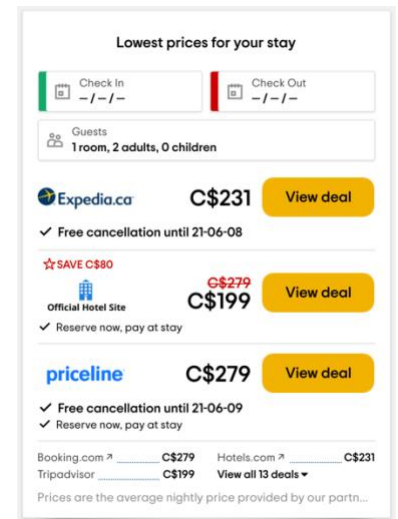 Lowest prices for your stay
Check In
–/–/–
Check Out
–/–/–
Guests
1 room, 2 adults, 0 children
Expedia.ca C$231 View deal
✓ Free cancellation until 21-06-08
☆ SAVE C$80
C$279
Official Hotel Site C$199 View deal
✓ Reserve now, pay at stay
priceline C$279 View deal
✓ Free cancellation until 21-06-09
✓ Reserve now, pay at stay
Booking.com ↗ C$279 Hotels.com ↗ C$231
Tripadvisor C$199 View all 13 deals ▾
Prices are the average nightly price provided by our partn...